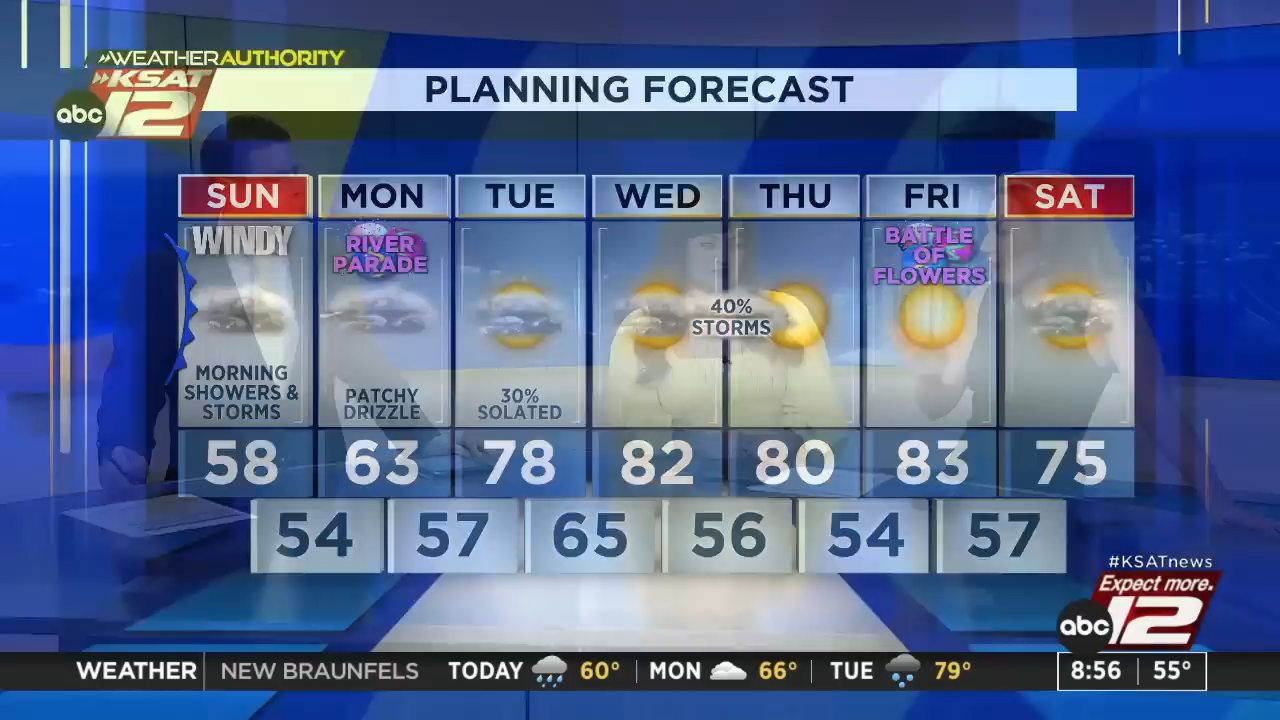 WEATHERAUTHORITY
KSAT
abc 12
PLANNING FORECAST
SUN MON TUE WED THU FRI SAT
WINDY
RIVER
PARADE
BATTLE
OF
FLOWERS
40%
STORMS
MORNING
SHOWERS &
STORMS
PATCHY
DRIZZLE
30%
SOLATED
58 63 78 82 80 83 75
54 57 65 56 54 57
#KSATnews
Expect more.
abc 12
WEATHER NEW BRAUNFELS TODAY 60° MON 66° TUE 79° 8:56 55°